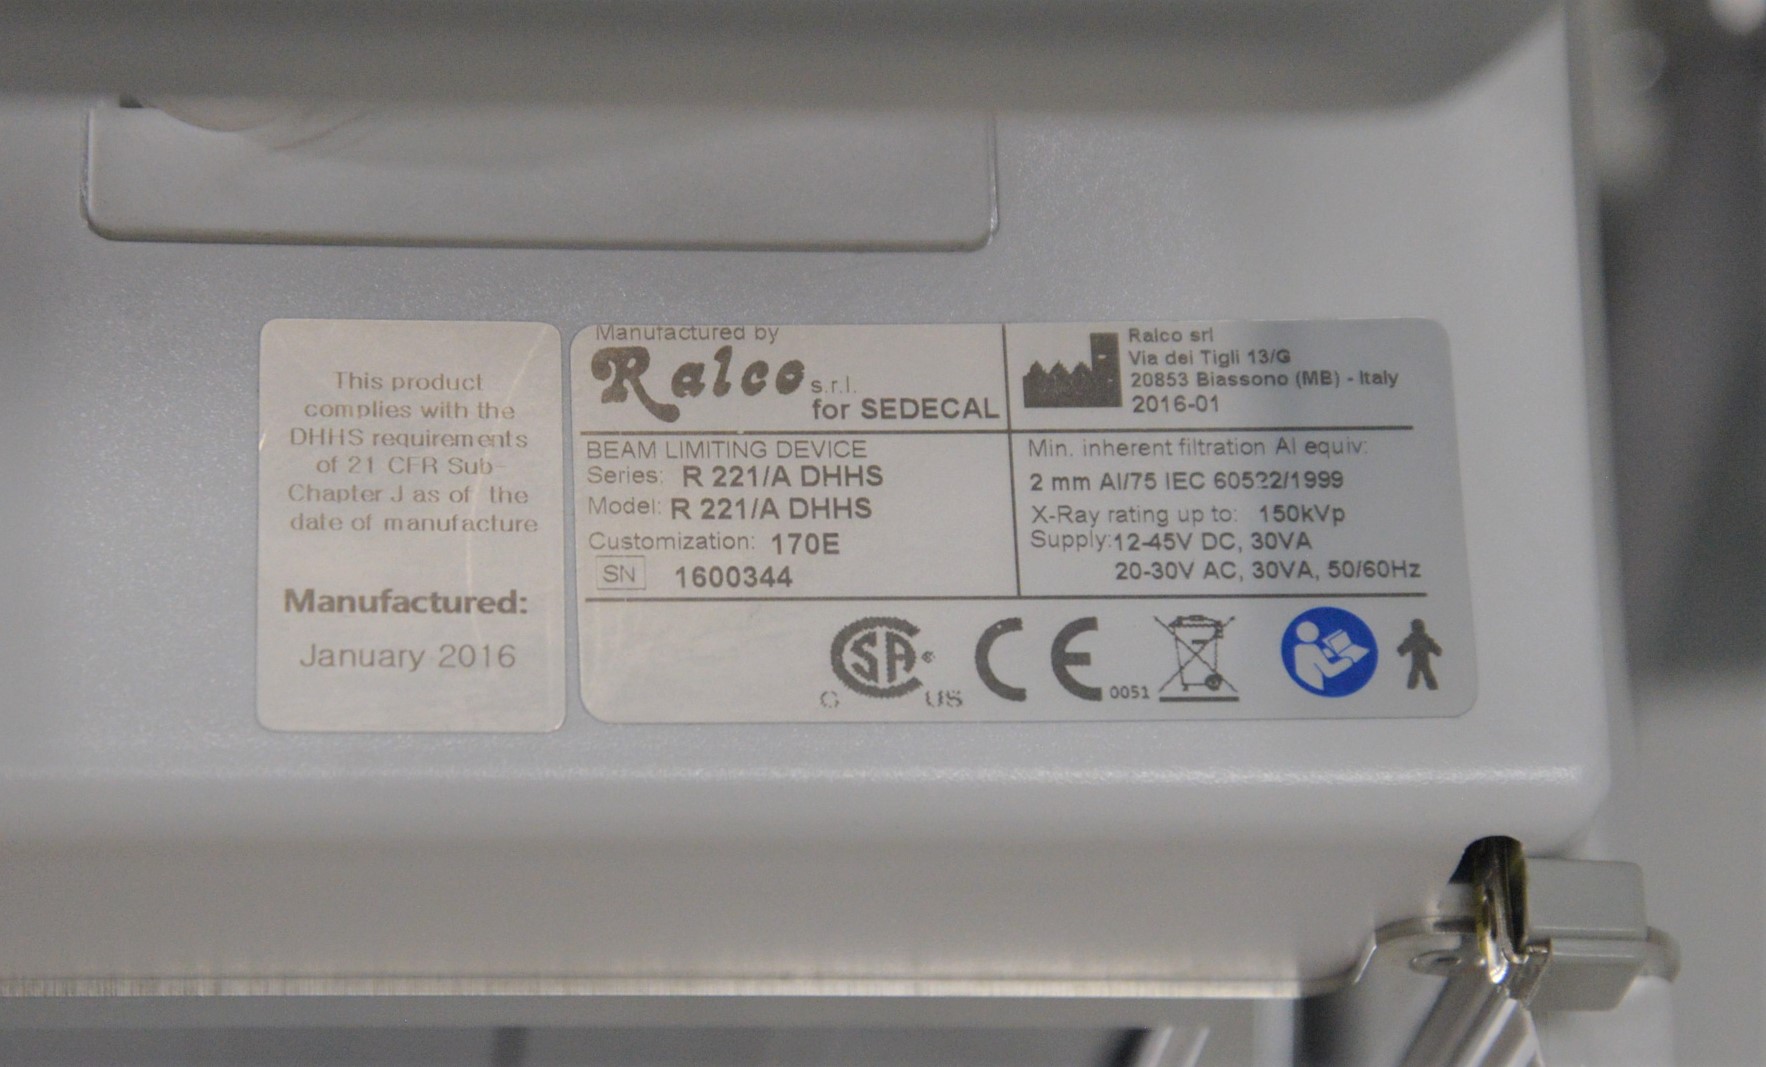 This product
complies with the
DHHS requirements
of 21 CFR Sub-
Chapter J as of the
date of manufacture
Manufactured:
January 2016
Manufactured by
Ralco s.r.l.
for SEDECAL
Ralco srl
Via dei Tigli 13/G
20853 Biassono (MB) - Italy
2016-01
BEAM LIMITING DEVICE
Series: R 221/A DHHS
Model: R 221/A DHHS
Customization: 170E
SN 1600344
Min. inherent filtration Al equiv:
2 mm Al/75 IEC 60522/1999
X-Ray rating up to: 150kVp
Supply:12-45V DC, 30VA
20-30V AC, 30VA, 50/60Hz
C SA US CE 0051